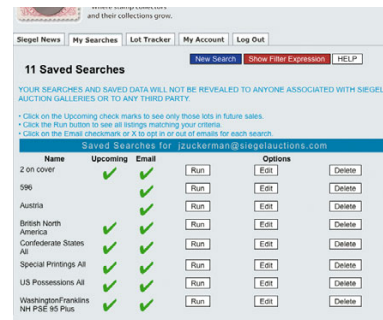 where stamp collectors
and their collections grow.
Siegel News My Searches Lot Tracker My Account Log Out
New Search Show Filter Expression HELP
11 Saved Searches
YOUR SEARCHES AND SAVED DATA WILL NOT BE REVEALED TO ANYONE ASSOCIATED WITH SIEGEL
AUCTION GALLERIES OR TO ANY THIRD PARTY.
• Click on the Upcoming check marks to see only those lots in future sales.
• Click the Run button to see all listings matching your criteria.
• Click on the Email checkmark or X to opt in or out of emails for each search.
Saved Searches for jzuckerman@siegelauctions.com
Name Upcoming Email Options
2 on cover Run Edit Delete
596 Run Edit Delete
Austria Run Edit Delete
British North
America Run Edit Delete
Confederate States
All Run Edit Delete
Special Printings All Run Edit Delete
US Possessions All Run Edit Delete
WashingtonFranklins
NH PSE 95 Plus Run Edit Delete